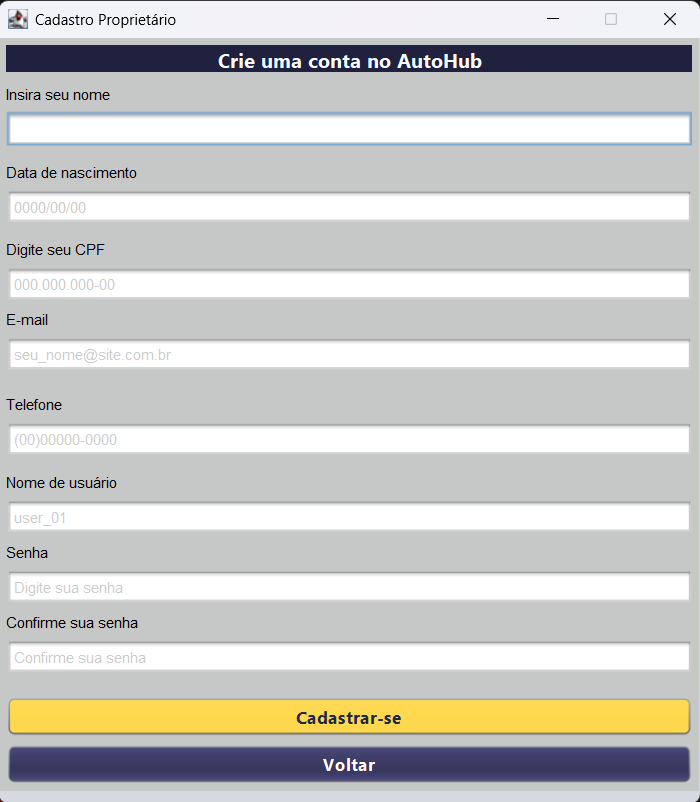 Cadastro Proprietário
Crie uma conta no AutoHub
Insira seu nome
Data de nascimento
0000/00/00
Digite seu CPF
000.000.000-00
E-mail
seu_nome@site.com.br
Telefone
(00)00000-0000
Nome de usuário
user_01
Senha
Digite sua senha
Confirme sua senha
Confirme sua senha
Cadastrar-se
Voltar